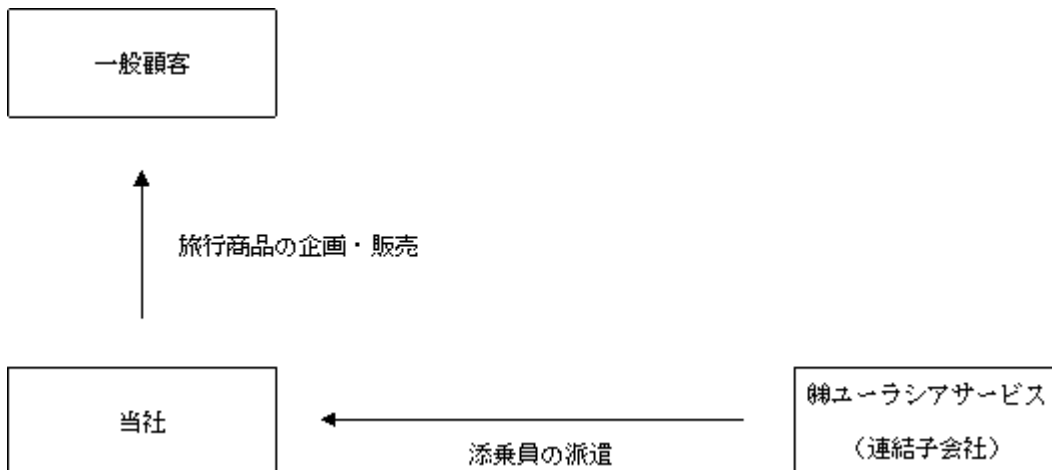 一般顧客
旅行商品の企画・販売
当社
㈱ユーラシアサービス
（連結子会社）
添乗員の派遣